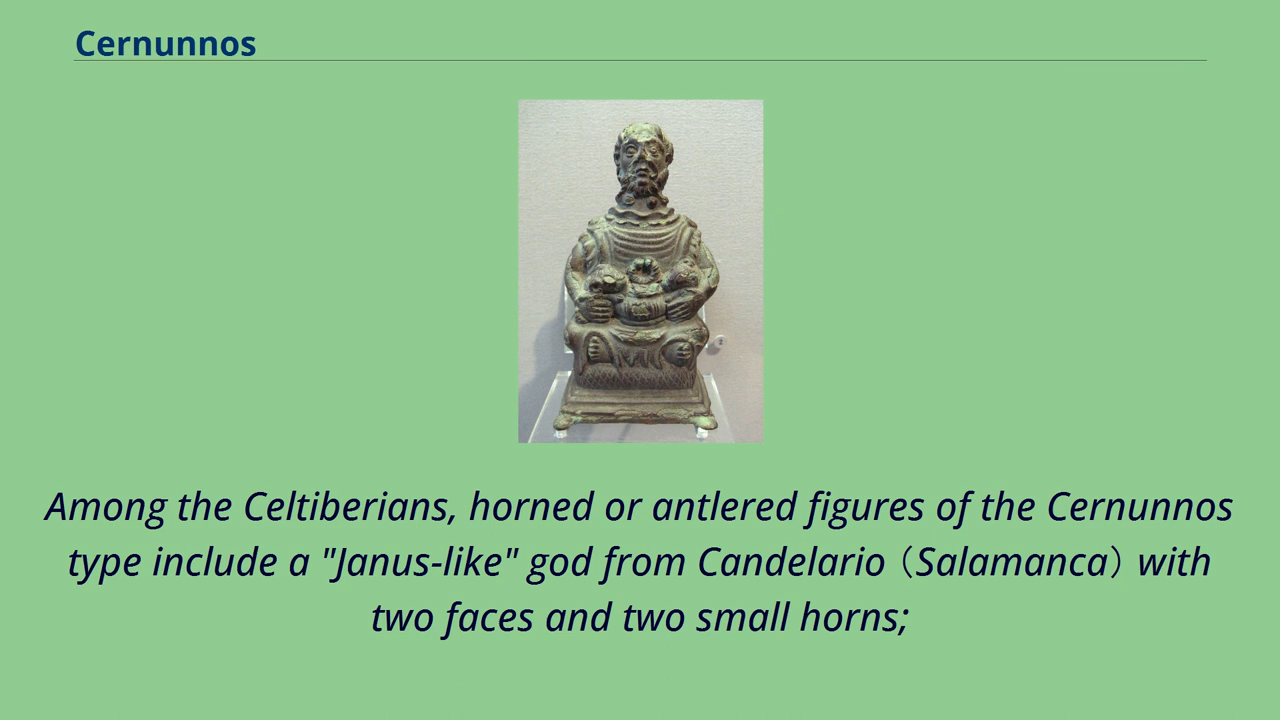 Cernunnos
Among the Celtiberians, horned or antlered figures of the Cernunnos
type include a "Janus-like" god from Candelario（Salamanca）with
two faces and two small horns;